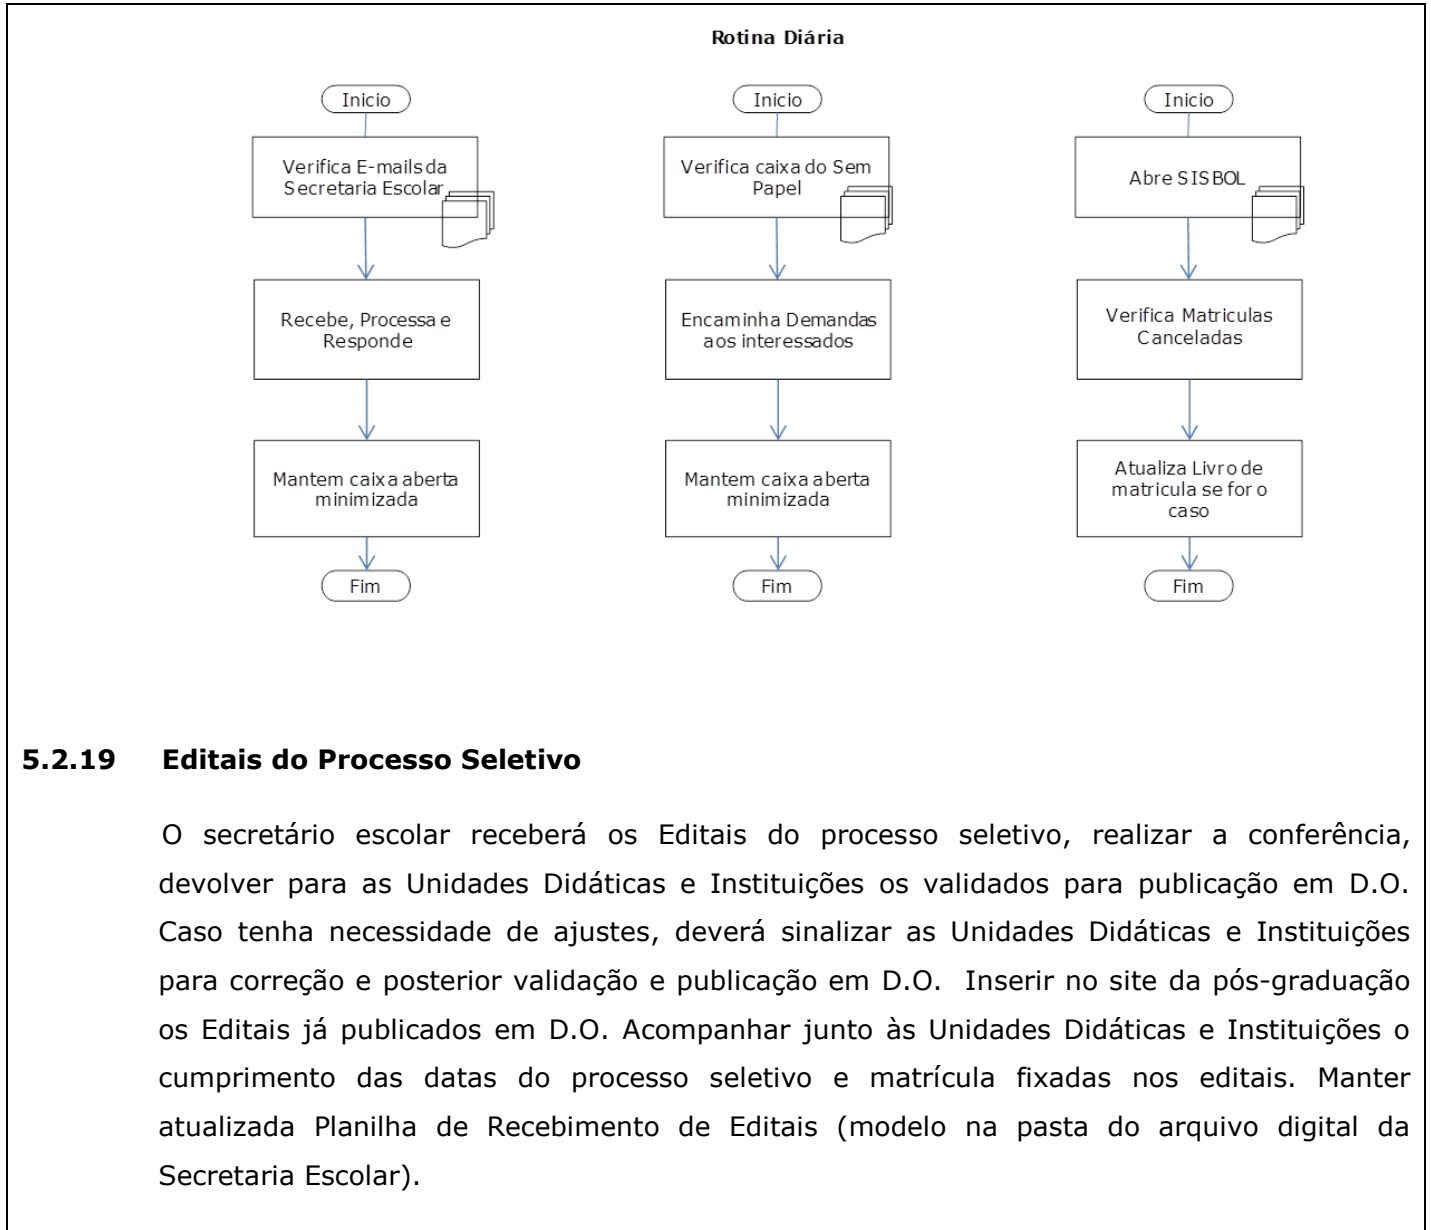 Rotina Diária
Inicio
Verifica E-mails da
Secretaria Escolar
Recebe, Processa e
Responde
Mantem caixa aberta
minimizada
Fim
Inicio
Verifica caixa do Sem
Papel
Encaminha Demandas
aos interessados
Mantem caixa aberta
minimizada
Fim
Inicio
Abre SISBOL
Verifica Matriculas
Canceladas
Atualiza Livro de
matricula se for o
caso
Fim
5.2.19 Editais do Processo Seletivo
O secretário escolar receberá os Editais do processo seletivo, realizar a conferência,
devolver para as Unidades Didáticas e Instituições os validados para publicação em D.O.
Caso tenha necessidade de ajustes, deverá sinalizar as Unidades Didáticas e Instituições
para correção e posterior validação e publicação em D.O. Inserir no site da pós-graduação
os Editais já publicados em D.O. Acompanhar junto às Unidades Didáticas e Instituições o
cumprimento das datas do processo seletivo e matrícula fixadas nos editais. Manter
atualizada Planilha de Recebimento de Editais (modelo na pasta do arquivo digital da
Secretaria Escolar).